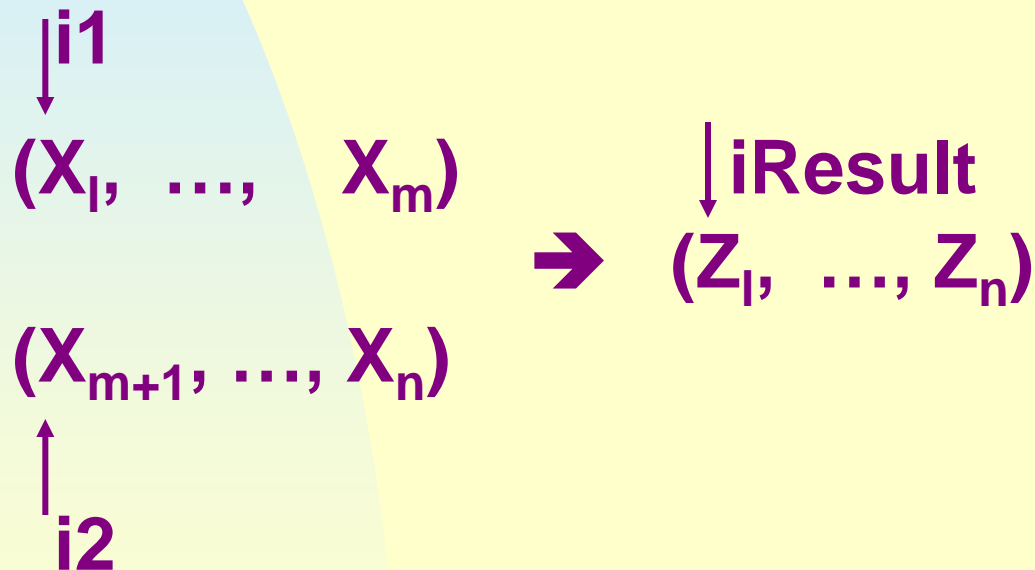 i1
(Xl, …, Xm)
iResult
➔ (Zl, …, Zn)
(Xm+1, …, Xn)
i2